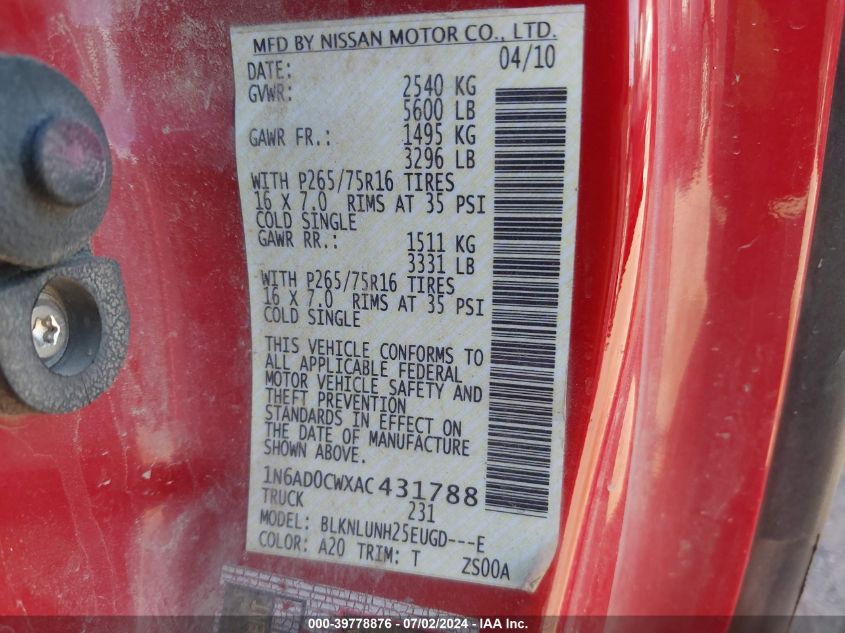 MFD BY NISSAN MOTOR CO., LTD.
DATE: 04/10
GVWR: 2540 KG
5600 LB
GAWR FR.: 1495 KG
3296 LB
WITH P265/75R16 TIRES
16 X 7.0 RIMS AT 35 PSI
COLD SINGLE
GAWR RR.: 1511 KG
3331 LB
WITH P265/75R16 TIRES
16 X 7.0 RIMS AT 35 PSI
COLD SINGLE
THIS VEHICLE CONFORMS TO
ALL APPLICABLE FEDERAL
MOTOR VEHICLE SAFETY AND
THEFT PREVENTION
STANDARDS IN EFFECT ON
THE DATE OF MANUFACTURE
SHOWN ABOVE.
1N6AD0CWXAC431788
TRUCK 231
MODEL: BLKNLUNH25EUGD---E
COLOR: A20 TRIM: T ZS00A
000-39778876 - 07/02/2024 - IAA Inc.